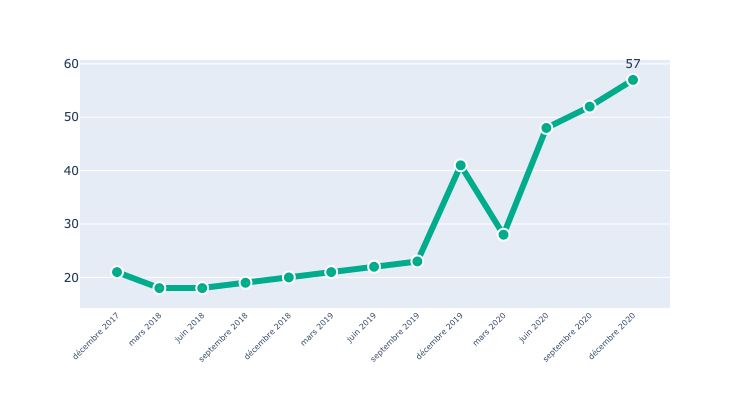 57
60
50
40
30
20
décembre 2017
mars 2018
juin 2018
septembre 2018
décembre 2018
mars 2019
juin 2019
septembre 2019
décembre 2019
mars 2020
juin 2020
septembre 2020
décembre 2020